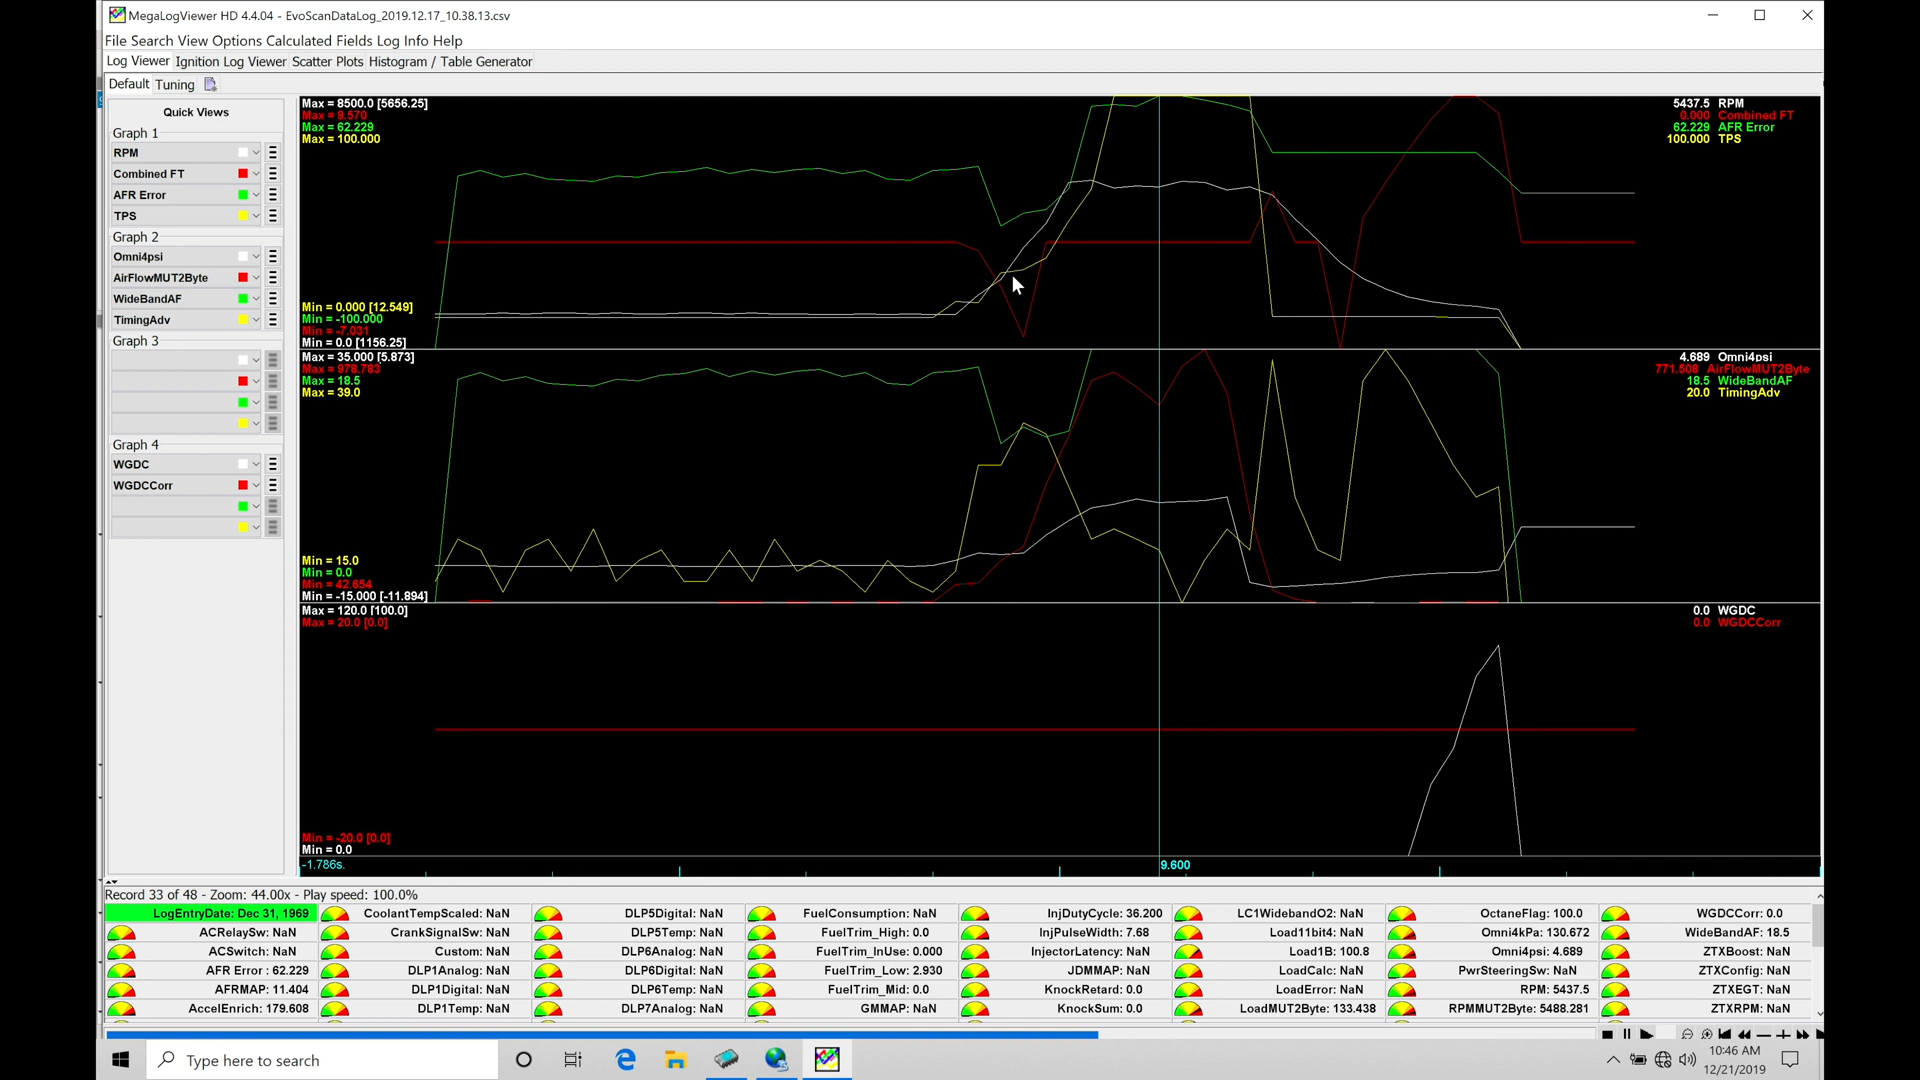 MegaLogViewer HD 4.4.04 - EvoScanDataLog_2019.12.17_10.38.13.csv
File Search View Options Calculated Fields Log Info Help
Log Viewer Ignition Log Viewer Scatter Plots Histogram / Table Generator
Default Tuning
Quick Views
Graph 1
RPM
Combined FT
AFR Error
TPS
Graph 2
Omni4psi
AirFlowMUT2Byte
WideBandAF
TimingAdv
Graph 3
Graph 4
WGDC
WGDCCorr
Max = 8500.0 [5656.25]
Max = 9.570
Max = 62.229
Max = 100.000
5437.5 RPM
0.000 Combined FT
62.229 AFR Error
100.000 TPS
Min = 0.000 [12.549]
Min = -100.000
Min = -7.031
Min = 0.0 [1156.25]
Max = 35.000 [5.873]
Max = 978.783
Max = 18.5
Max = 39.0
4.689 Omni4psi
771.508 AirFlowMUT2Byte
18.5 WideBandAF
20.0 TimingAdv
Min = 15.0
Min = 0.0
Min = 42.654
Min = -15.000 [-11.894]
Max = 120.0 [100.0]
Max = 20.0 [0.0]
0.0 WGDC
0.0 WGDCCorr
Min = -20.0 [0.0]
Min = 0.0
-1.786s.
9.600
Record 33 of 48 - Zoom: 44.00x - Play speed: 100.0%
LogEntryDate: Dec 31, 1969 CoolantTempScaled: NaN DLP5Digital: NaN FuelConsumption: NaN InjDutyCycle: 36.200 LC1WidebandO2: NaN OctaneFlag: 100.0 WGDCCorr: 0.0
ACRelaySw: NaN CrankSignalSw: NaN DLP5Temp: NaN FuelTrim_High: 0.0 InjPulseWidth: 7.68 Load11bit4: NaN Omni4kPa: 130.672 WideBandAF: 18.5
ACSwitch: NaN Custom: NaN DLP6Analog: NaN FuelTrim_InUse: 0.000 InjectorLatency: NaN Load1B: 100.8 Omni4psi: 4.689 ZTXBoost: NaN
AFR Error : 62.229 DLP1Analog: NaN DLP6Digital: NaN FuelTrim_Low: 2.930 JDMMAP: NaN LoadCalc: NaN PwrSteeringSw: NaN ZTXConfig: NaN
AFRMAP: 11.404 DLP1Digital: NaN DLP6Temp: NaN FuelTrim_Mid: 0.0 KnockRetard: 0.0 LoadError: NaN RPM: 5437.5 ZTXEGT: NaN
AccelEnrich: 179.608 DLP1Temp: NaN DLP7Analog: NaN GMMAP: NaN KnockSum: 0.0 LoadMUT2Byte: 133.438 RPMMUT2Byte: 5488.281 ZTXRPM: NaN
Type here to search
10:46 AM
12/21/2019